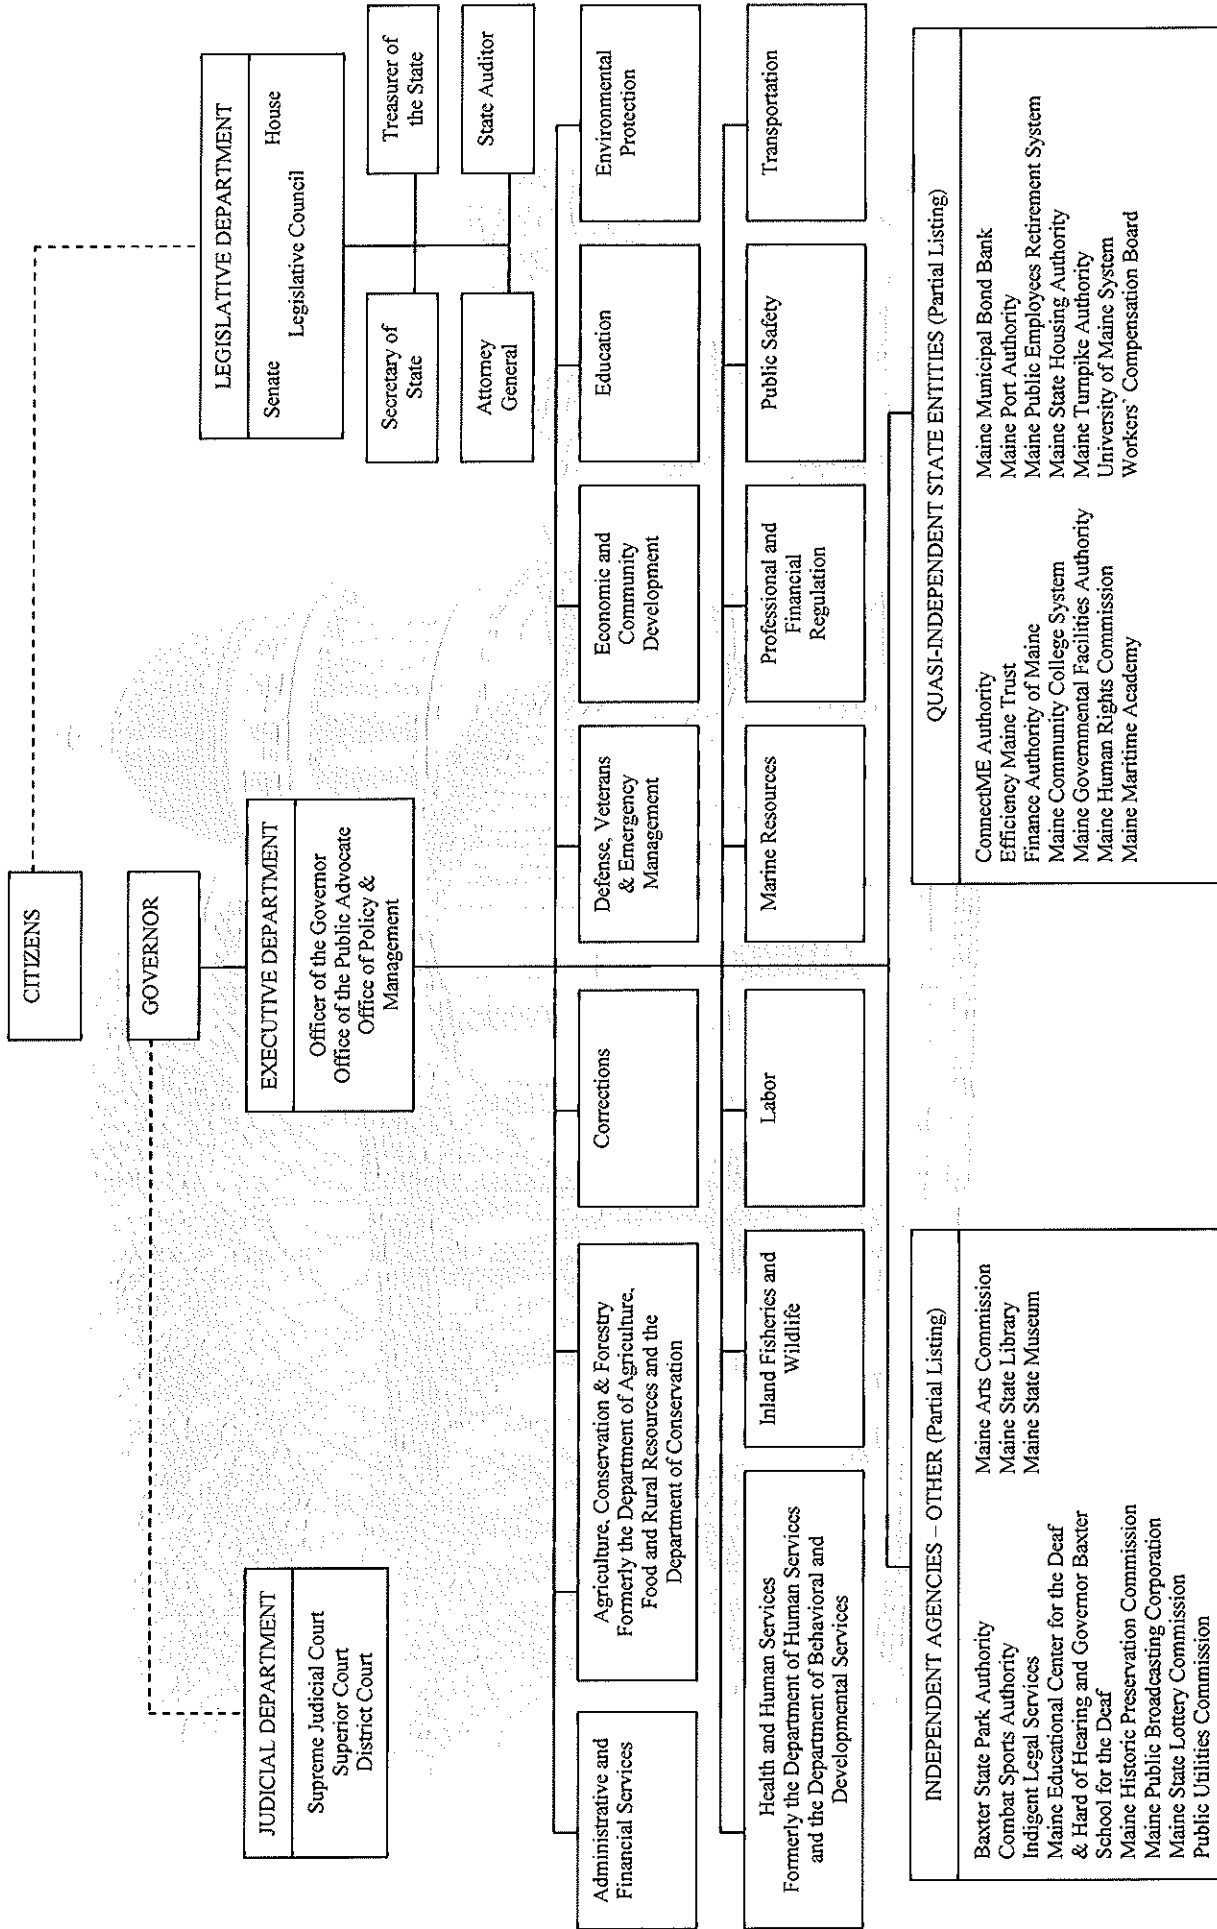 CITIZENS
GOVERNOR
JUDICIAL DEPARTMENT
Supreme Judicial Court
Superior Court
District Court
EXECUTIVE DEPARTMENT
Officer of the Governor
Office of the Public Advocate
Office of Policy &
Management
LEGISLATIVE DEPARTMENT
Senate House
Legislative Council
Secretary of
State
Treasurer of
the State
Attorney
General
State Auditor
Administrative and
Financial Services
Agriculture, Conservation & Forestry
Formerly the Department of Agriculture,
Food and Rural Resources and the
Department of Conservation
Corrections
Defense, Veterans
& Emergency
Management
Economic and
Community
Development
Education
Environmental
Protection
Health and Human Services
Formerly the Department of Human Services
and the Department of Behavioral and
Developmental Services
Inland Fisheries and
Wildlife
Labor
Marine Resources
Professional and
Financial
Regulation
Public Safety
Transportation
INDEPENDENT AGENCIES – OTHER (Partial Listing)
Baxter State Park Authority
Combat Sports Authority
Indigent Legal Services
Maine Educational Center for the Deaf
& Hard of Hearing and Governor Baxter
School for the Deaf
Maine Historic Preservation Commission
Maine Public Broadcasting Corporation
Maine State Lottery Commission
Public Utilities Commission
Maine Arts Commission
Maine State Library
Maine State Museum
QUASI-INDEPENDENT STATE ENTITIES (Partial Listing)
ConnectME Authority
Efficiency Maine Trust
Finance Authority of Maine
Maine Community College System
Maine Governmental Facilities Authority
Maine Human Rights Commission
Maine Maritime Academy
Maine Municipal Bond Bank
Maine Port Authority
Maine Public Employees Retirement System
Maine State Housing Authority
Maine Turnpike Authority
University of Maine System
Workers' Compensation Board